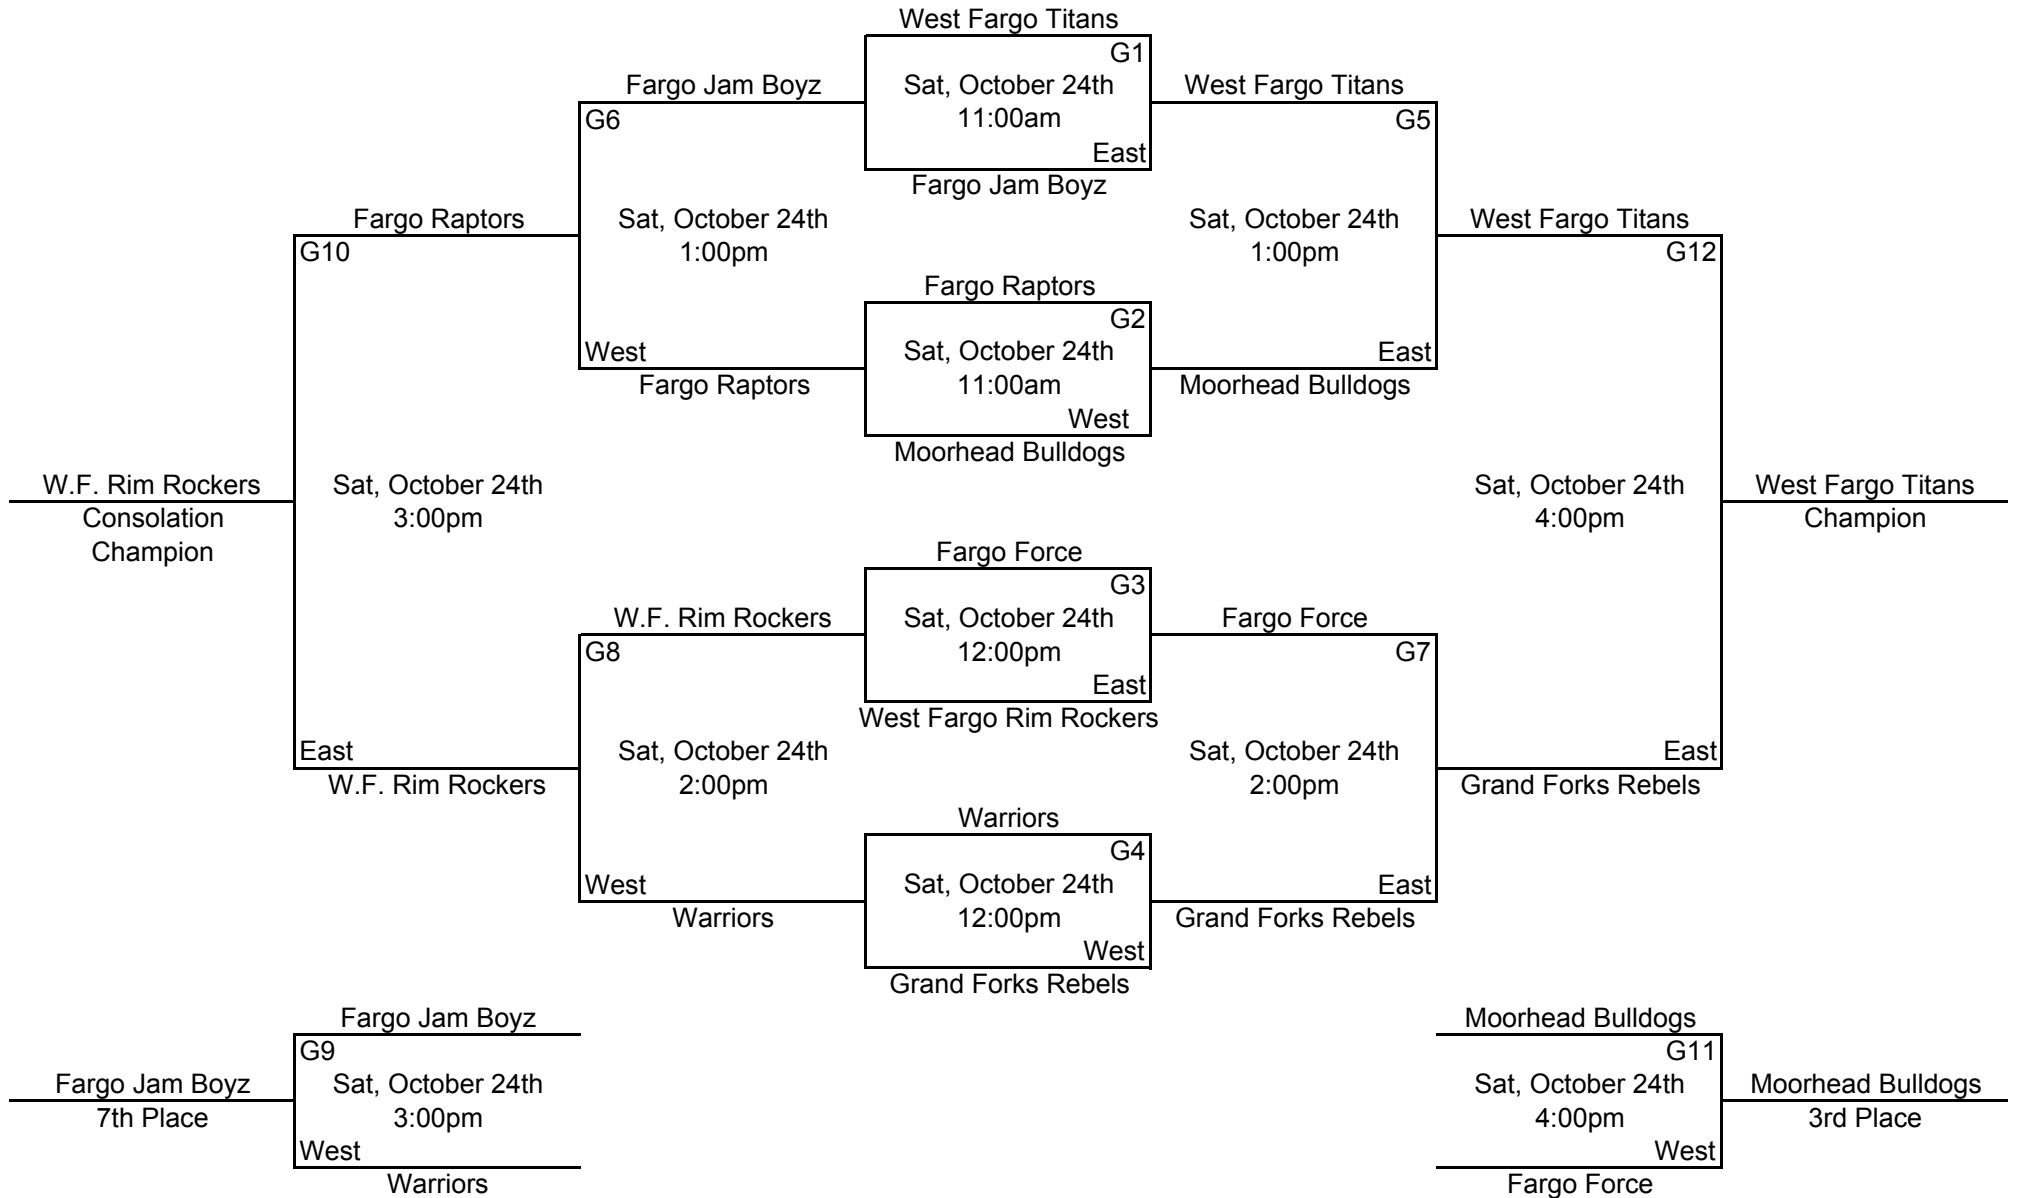 West Fargo Titans
G1
Fargo Jam Boyz
Sat, October 24th
West Fargo Titans
G6
11:00am
G5
East
Fargo Jam Boyz
Fargo Raptors
Sat, October 24th
Sat, October 24th
West Fargo Titans
G10
1:00pm
1:00pm
G12
Fargo Raptors
G2
West
Sat, October 24th
East
Fargo Raptors
11:00am
Moorhead Bulldogs
West
Moorhead Bulldogs
W.F. Rim Rockers
Sat, October 24th
Sat, October 24th
West Fargo Titans
Consolation
3:00pm
4:00pm
Champion
Champion
Fargo Force
G3
W.F. Rim Rockers
Sat, October 24th
Fargo Force
G8
12:00pm
G7
East
West Fargo Rim Rockers
East
Sat, October 24th
Sat, October 24th
East
W.F. Rim Rockers
2:00pm
2:00pm
Grand Forks Rebels
Warriors
G4
West
Sat, October 24th
East
Warriors
12:00pm
Grand Forks Rebels
West
Grand Forks Rebels
Fargo Jam Boyz
Moorhead Bulldogs
G9
G11
Fargo Jam Boyz
Sat, October 24th
Sat, October 24th
Moorhead Bulldogs
7th Place
3:00pm
4:00pm
3rd Place
West
West
Warriors
Fargo Force